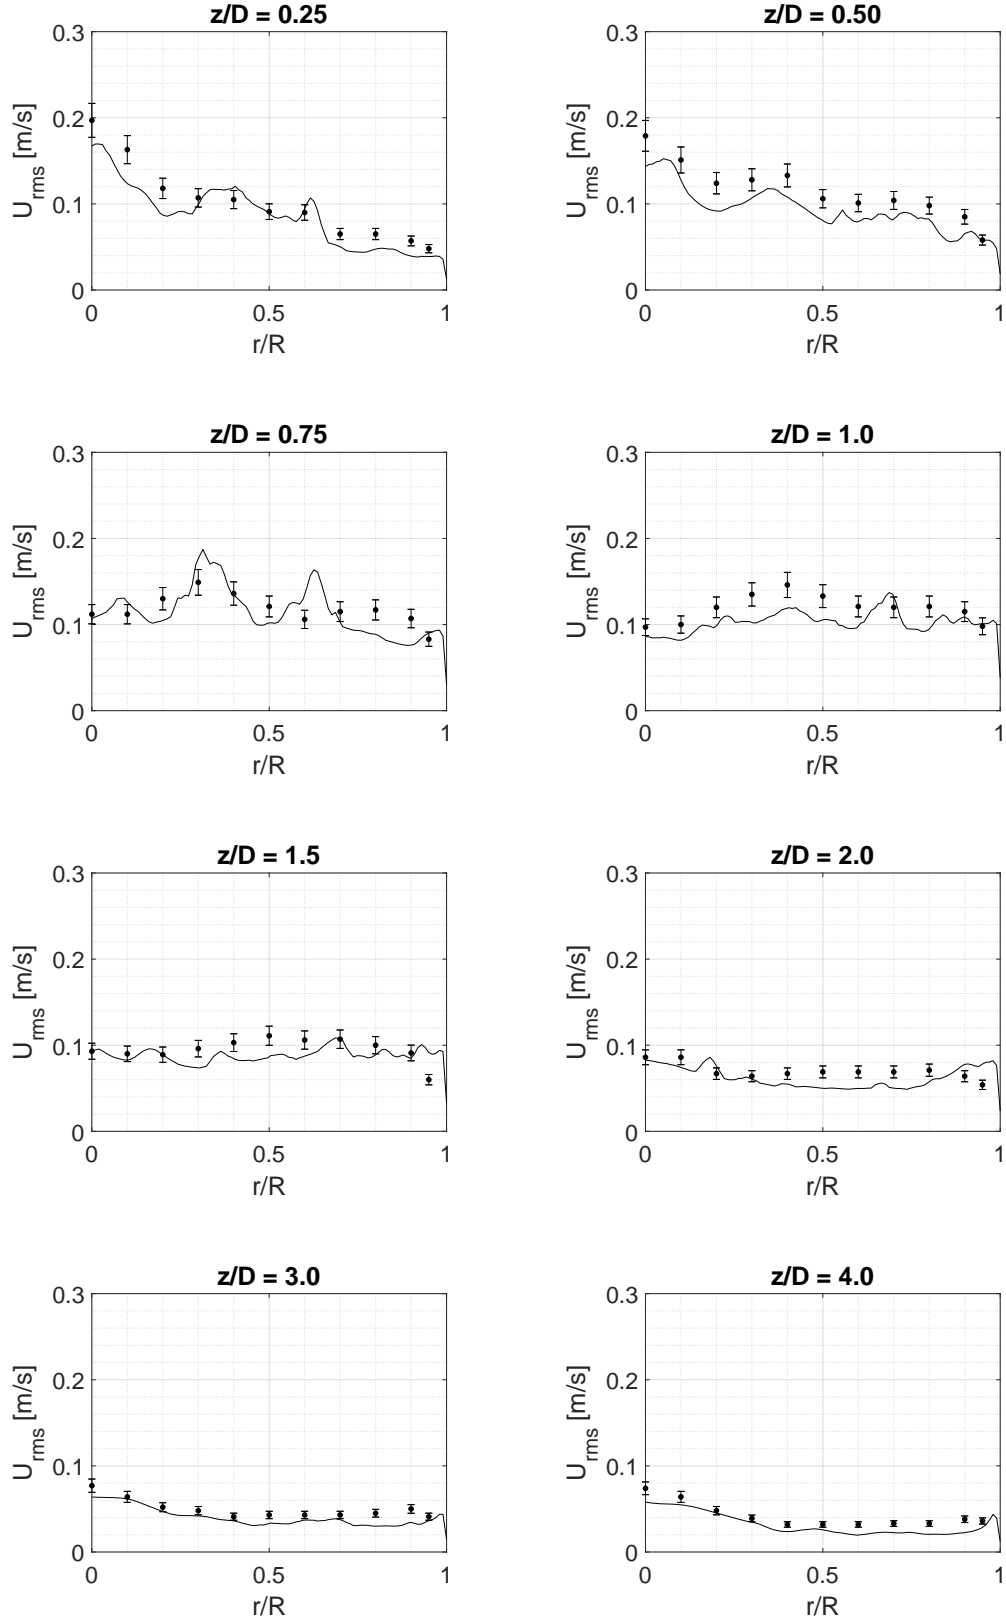 z/D = 0.25
0.3
0.2
0.1
0
U_rms [m/s]
0 0.5 1
r/R
z/D = 0.50
0.3
0.2
0.1
0
U_rms [m/s]
0 0.5 1
r/R
z/D = 0.75
0.3
0.2
0.1
0
U_rms [m/s]
0 0.5 1
r/R
z/D = 1.0
0.3
0.2
0.1
0
U_rms [m/s]
0 0.5 1
r/R
z/D = 1.5
0.3
0.2
0.1
0
U_rms [m/s]
0 0.5 1
r/R
z/D = 2.0
0.3
0.2
0.1
0
U_rms [m/s]
0 0.5 1
r/R
z/D = 3.0
0.3
0.2
0.1
0
U_rms [m/s]
0 0.5 1
r/R
z/D = 4.0
0.3
0.2
0.1
0
U_rms [m/s]
0 0.5 1
r/R